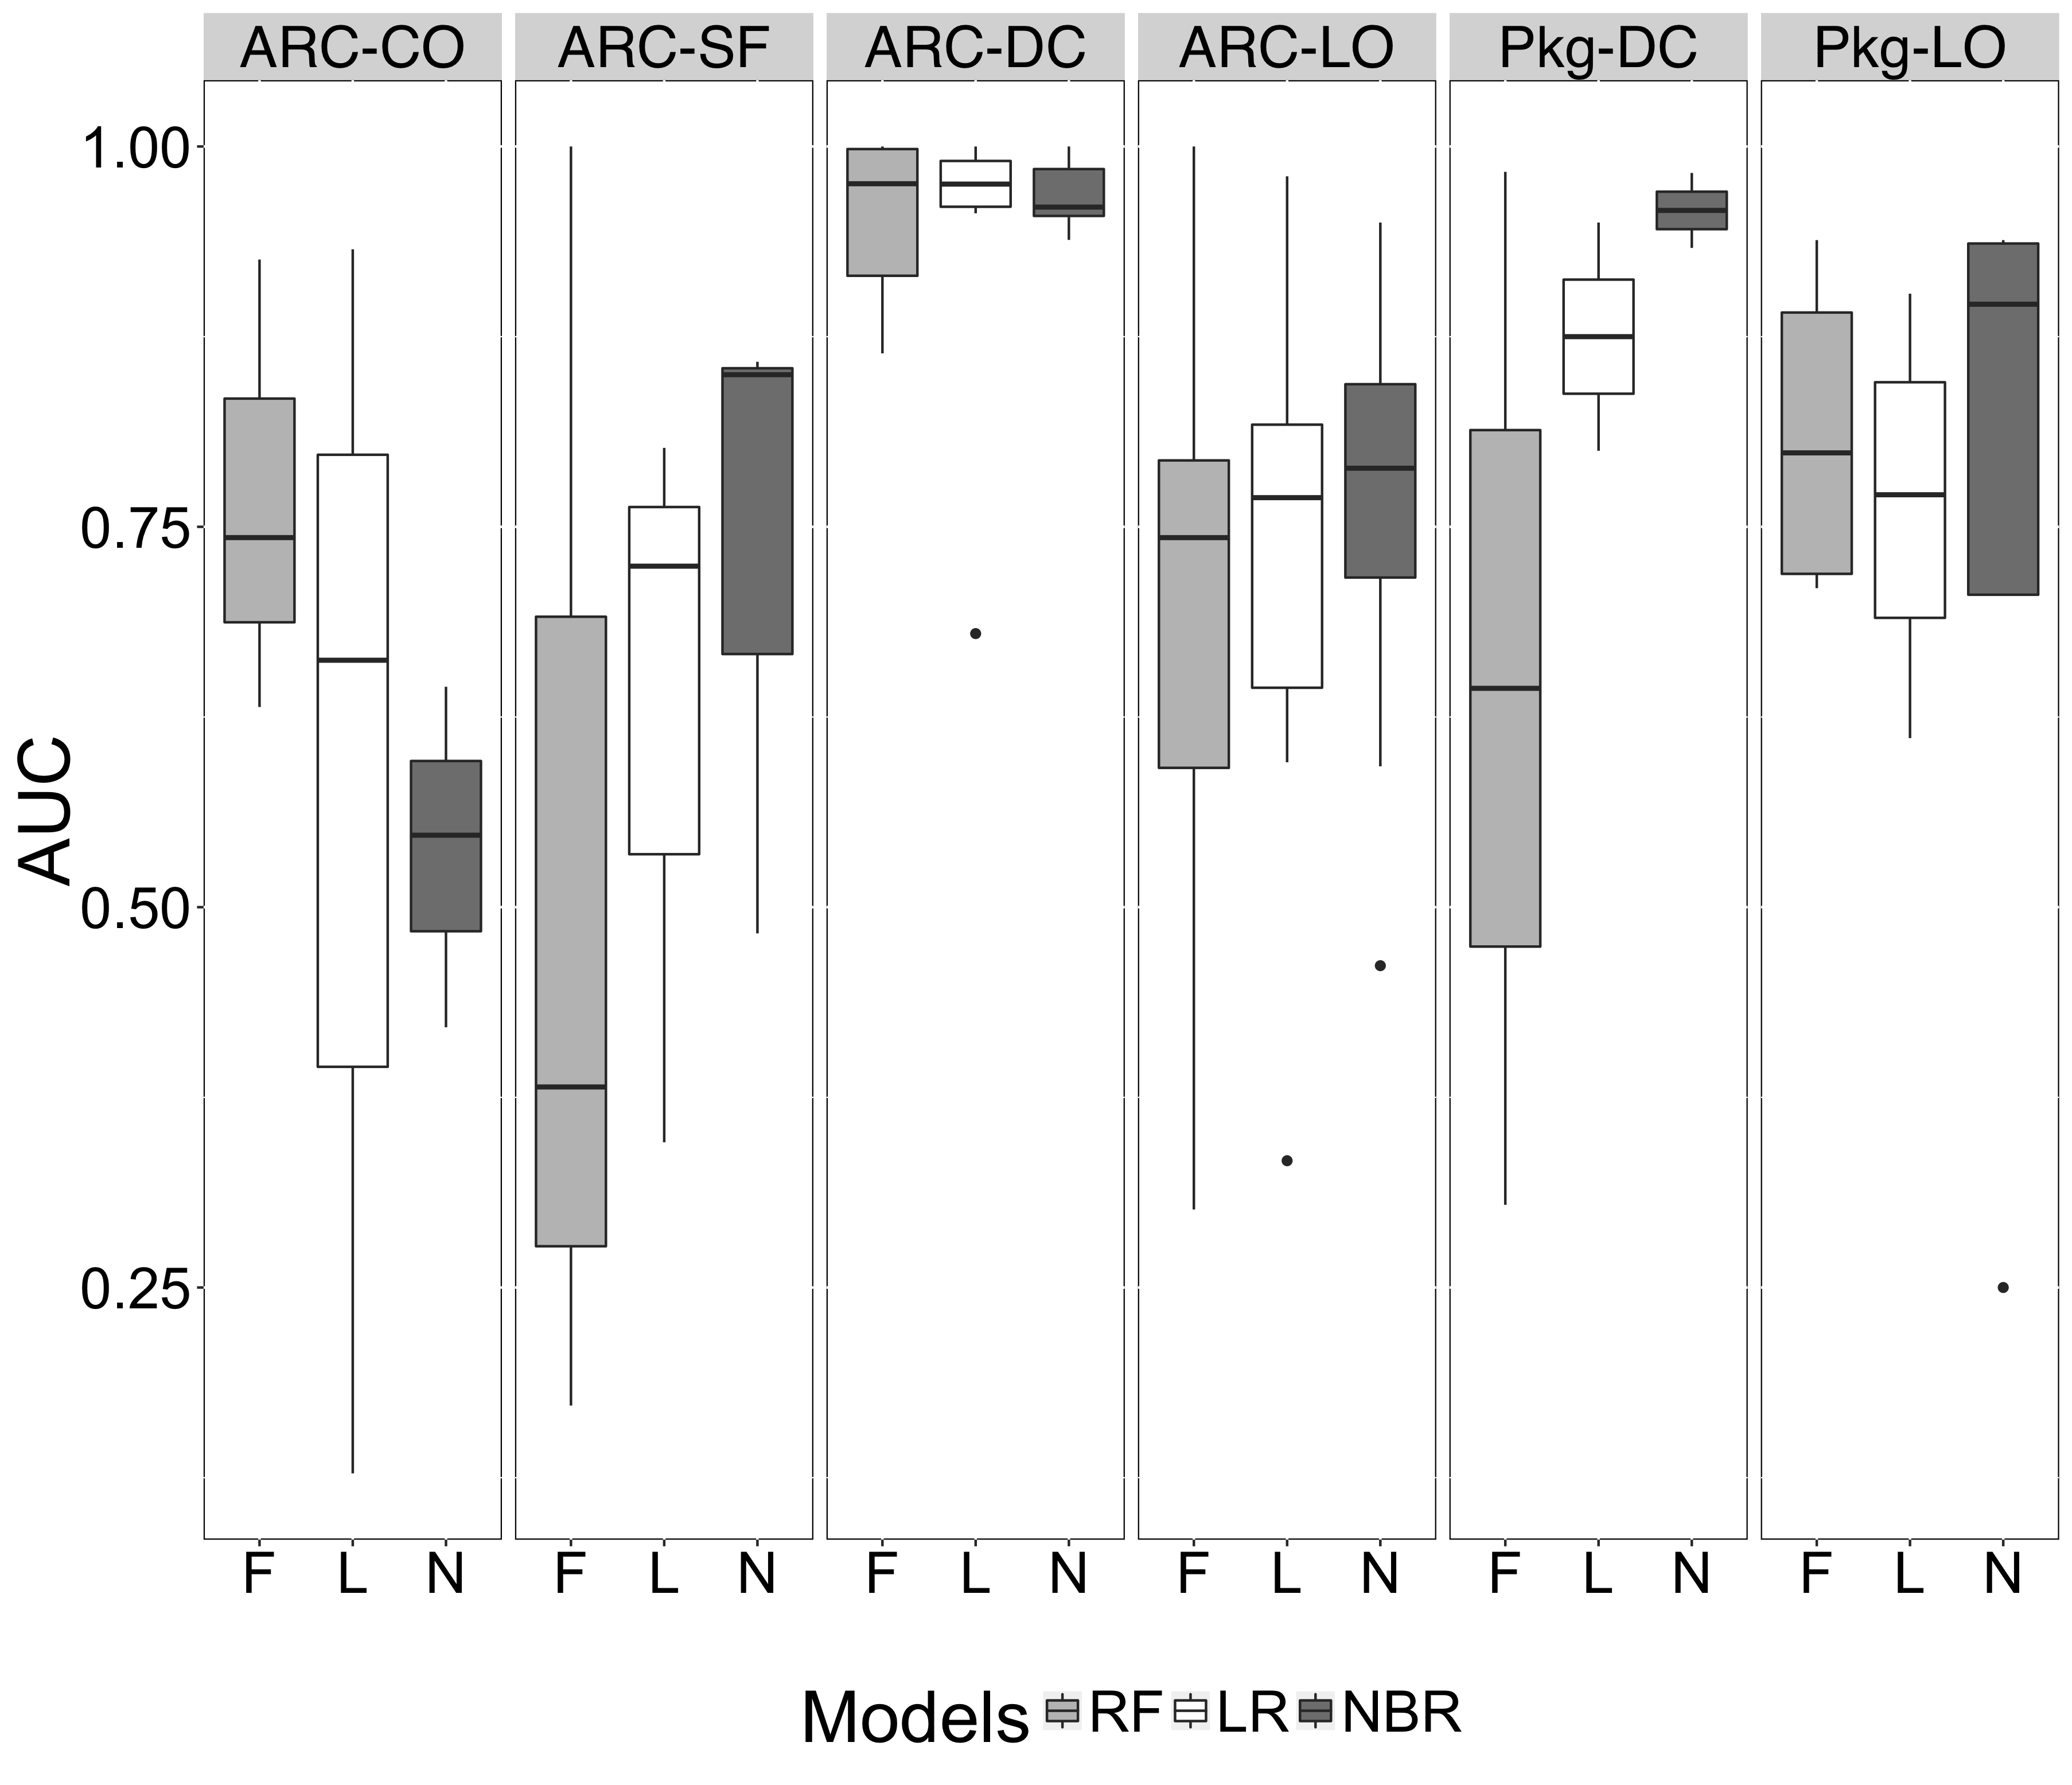 ARC-CO ARC-SF ARC-DC ARC-LO Pkg-DC Pkg-LO
1.00
0.75
0.50
0.25
AUC
F L N F L N F L N F L N F L N F L N
Models RF LR NBR